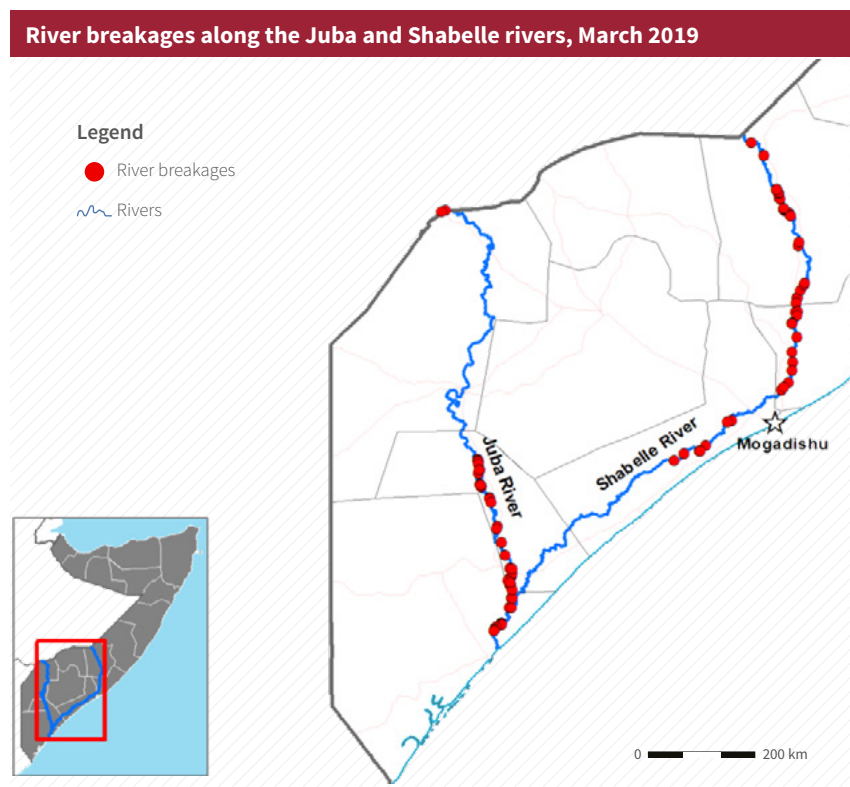 River breakages along the Juba and Shabelle rivers, March 2019
Legend
River breakages
Rivers
Mogadishu
Shabelle River
Juba River
0 200 km